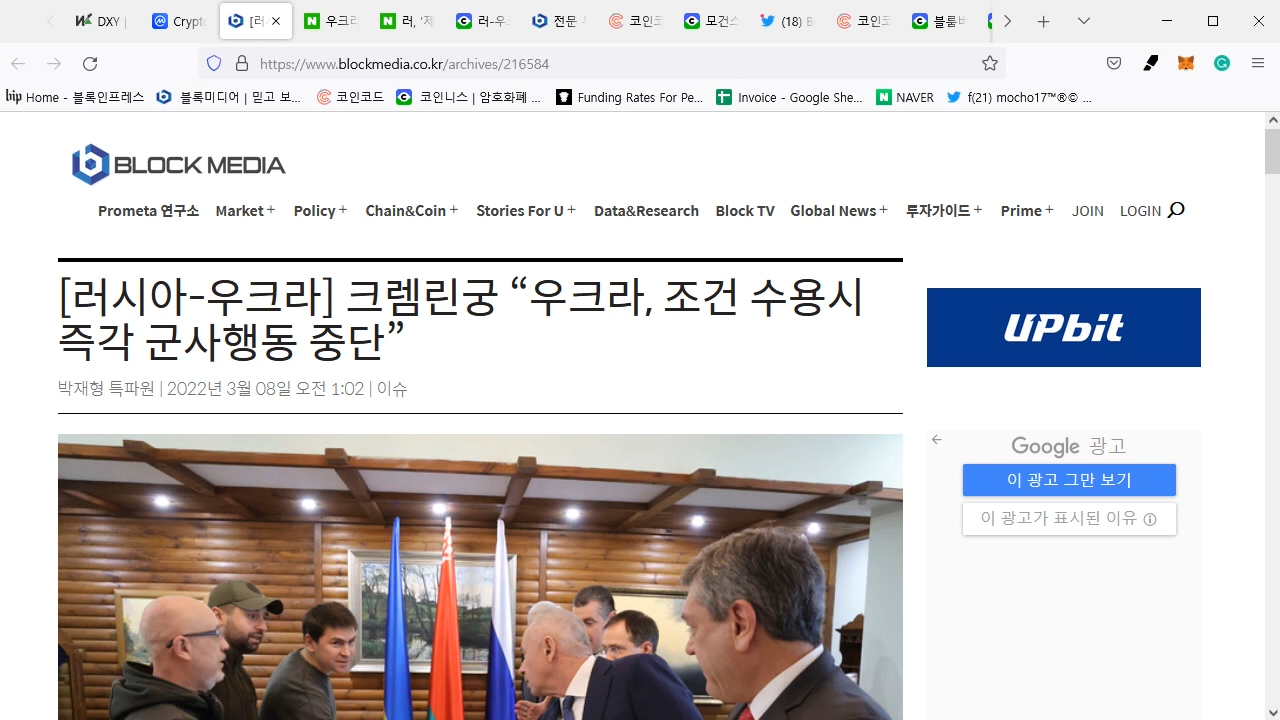 DXY |
Crypto
[러
우크라
러, '제
러-우크
전문
코인코
모건스
(18) B
코인코
블룸버
https://www.blockmedia.co.kr/archives/216584
bip Home - 블록인프레스
블록미디어 | 믿고 보...
코인코드
코인니스 | 암호화폐 ...
Funding Rates For Pe...
Invoice - Google She...
NAVER
f(21) mocho17™®© ...
BLOCK MEDIA
Prometa 연구소 Market + Policy + Chain&Coin + Stories For U + Data&Research Block TV Global News + 투자가이드 + Prime + JOIN LOGIN
[러시아-우크라] 크렘린궁 “우크라, 조건 수용시
즉각 군사행동 중단”
박재형 특파원 | 2022년 3월 08일 오전 1:02 | 이슈
UPbit
Google 광고
이 광고 그만 보기
이 광고가 표시된 이유